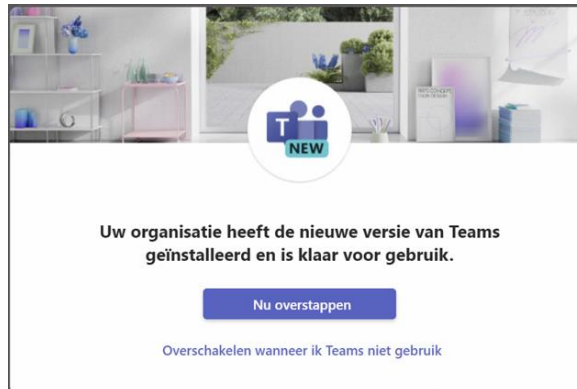 T
NEW
Uw organisatie heeft de nieuwe versie van Teams
geïnstalleerd en is klaar voor gebruik.
Nu overstappen
Overschakelen wanneer ik Teams niet gebruik